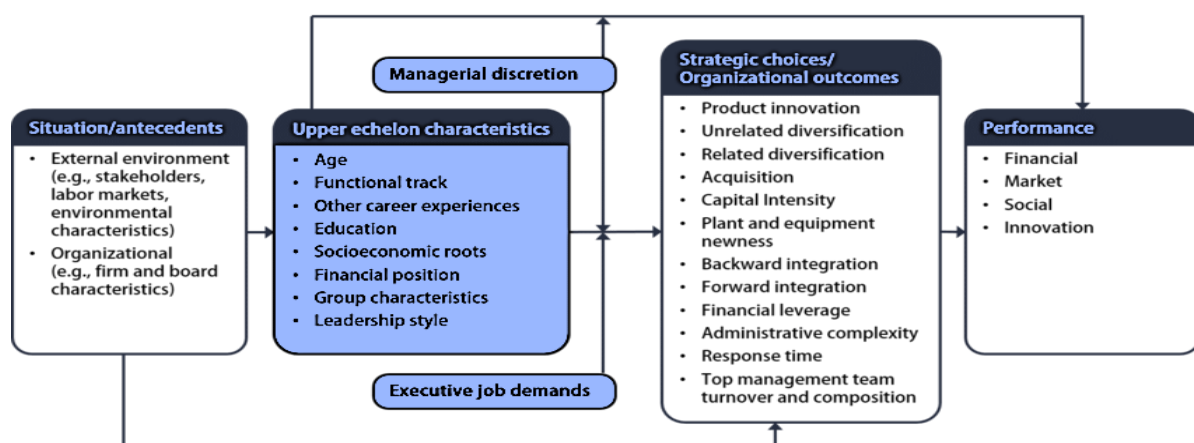 Managerial discretion
Situation/antecedents
• External environment
(e.g., stakeholders,
labor markets,
environmental
characteristics)
• Organizational
(e.g., firm and board
characteristics)
Upper echelon characteristics
• Age
• Functional track
• Other career experiences
• Education
• Socioeconomic roots
• Financial position
• Group characteristics
• Leadership style
Executive job demands
Strategic choices/
Organizational outcomes
• Product innovation
• Unrelated diversification
• Related diversification
• Acquisition
• Capital Intensity
• Plant and equipment
newness
• Backward integration
• Forward integration
• Financial leverage
• Administrative complexity
• Response time
• Top management team
turnover and composition
Performance
• Financial
• Market
• Social
• Innovation